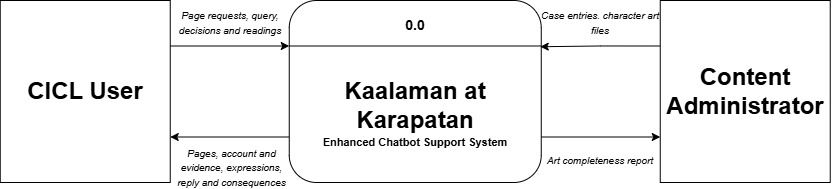 Page requests, query,
decisions and readings
0.0
Case entries. character art
files
CICL User
Kaalaman at
Karapatan
Enhanced Chatbot Support System
Content
Administrator
Pages, account and
evidence, expressions,
reply and consequences
Art completeness report